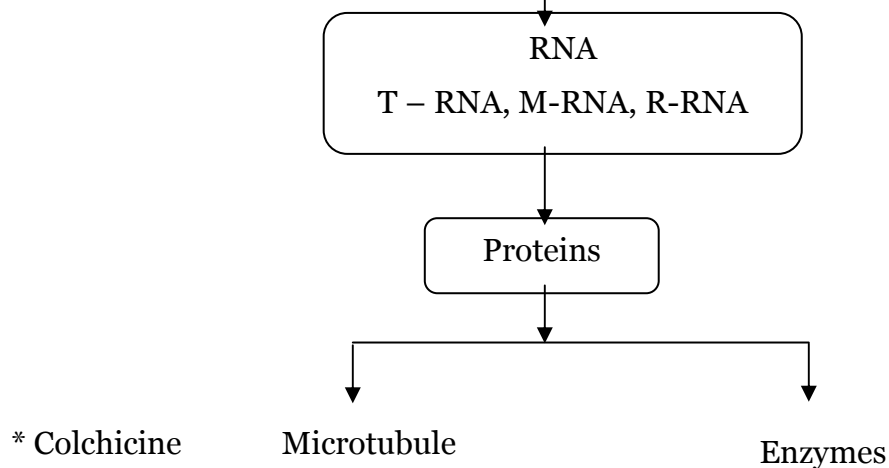 RNA
T – RNA, M-RNA, R-RNA
Proteins
* Colchicine Microtubule Enzymes